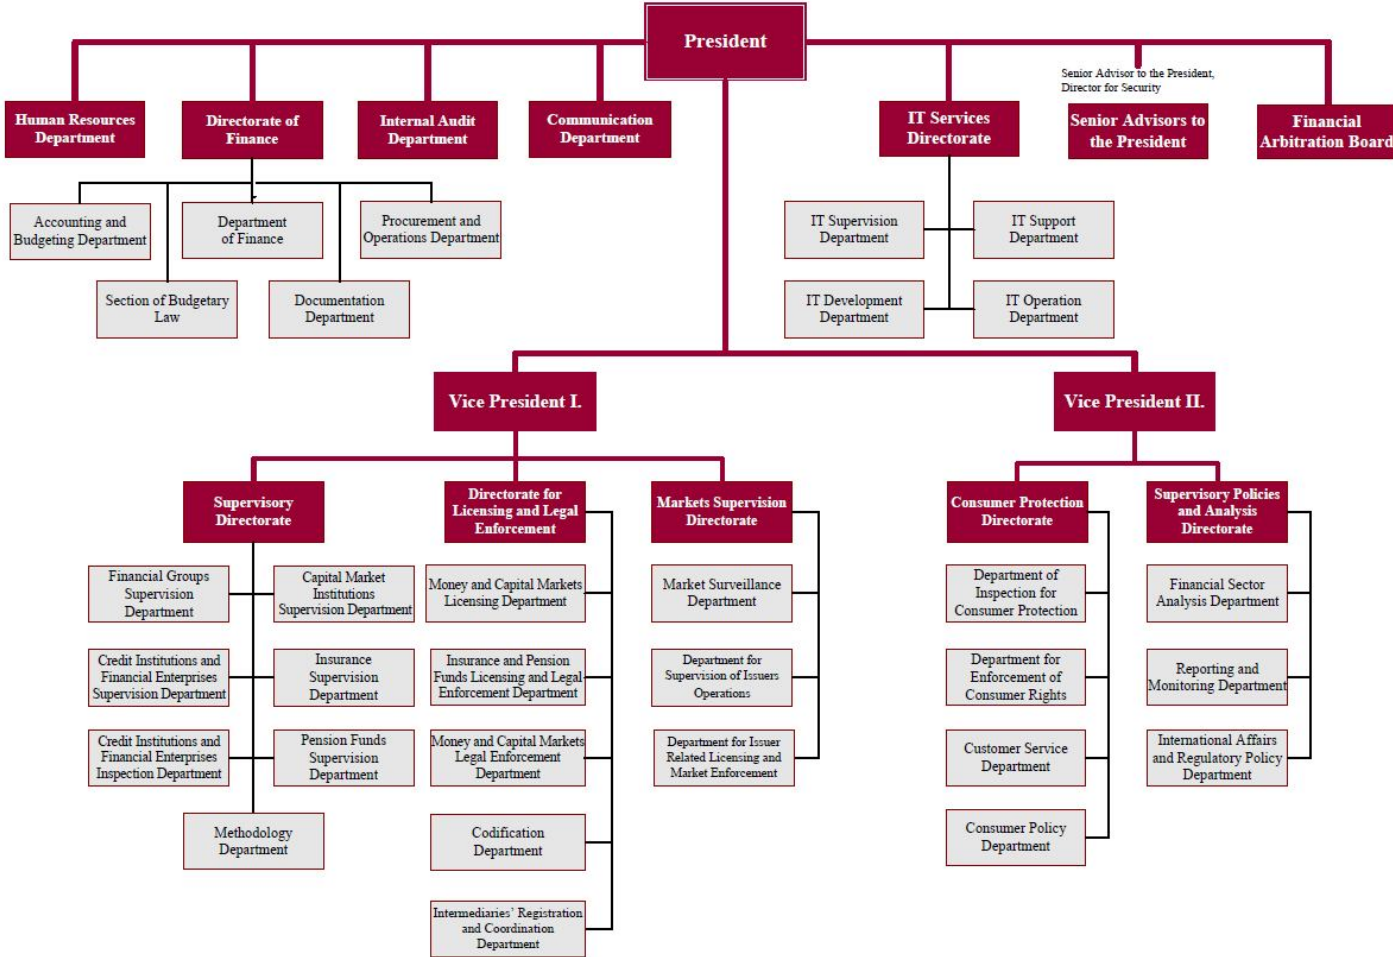 President
Senior Advisor to the President,
Director for Security
Human Resources
Department
Directorate of
Finance
Internal Audit
Department
Communication
Department
IT Services
Directorate
Senior Advisors to
the President
Financial
Arbitration Board
Accounting and
Budgeting Department
Department
of Finance
Procurement and
Operations Department
Section of Budgetary
Law
Documentation
Department
IT Supervision
Department
IT Support
Department
IT Development
Department
IT Operation
Department
Vice President I.
Vice President II.
Supervisory
Directorate
Directorate for
Licensing and Legal
Enforcement
Markets Supervision
Directorate
Consumer Protection
Directorate
Supervisory Policies
and Analysis
Directorate
Financial Groups
Supervision
Department
Capital Market
Institutions
Supervision Department
Money and Capital Markets
Licensing Department
Market Surveillance
Department
Department of
Inspection for
Consumer Protection
Financial Sector
Analysis Department
Credit Institutions and
Financial Enterprises
Supervision Department
Insurance
Supervision
Department
Insurance and Pension
Funds Licensing and Legal
Enforcement Department
Department for
Supervision of Issuers
Operations
Department for
Enforcement of
Consumer Rights
Reporting and
Monitoring Department
Credit Institutions and
Financial Enterprises
Inspection Department
Pension Funds
Supervision
Department
Money and Capital Markets
Legal Enforcement
Department
Department for Issuer
Related Licensing and
Market Enforcement
Customer Service
Department
International Affairs
and Regulatory Policy
Department
Methodology
Department
Codification
Department
Consumer Policy
Department
Intermediaries' Registration
and Coordination
Department